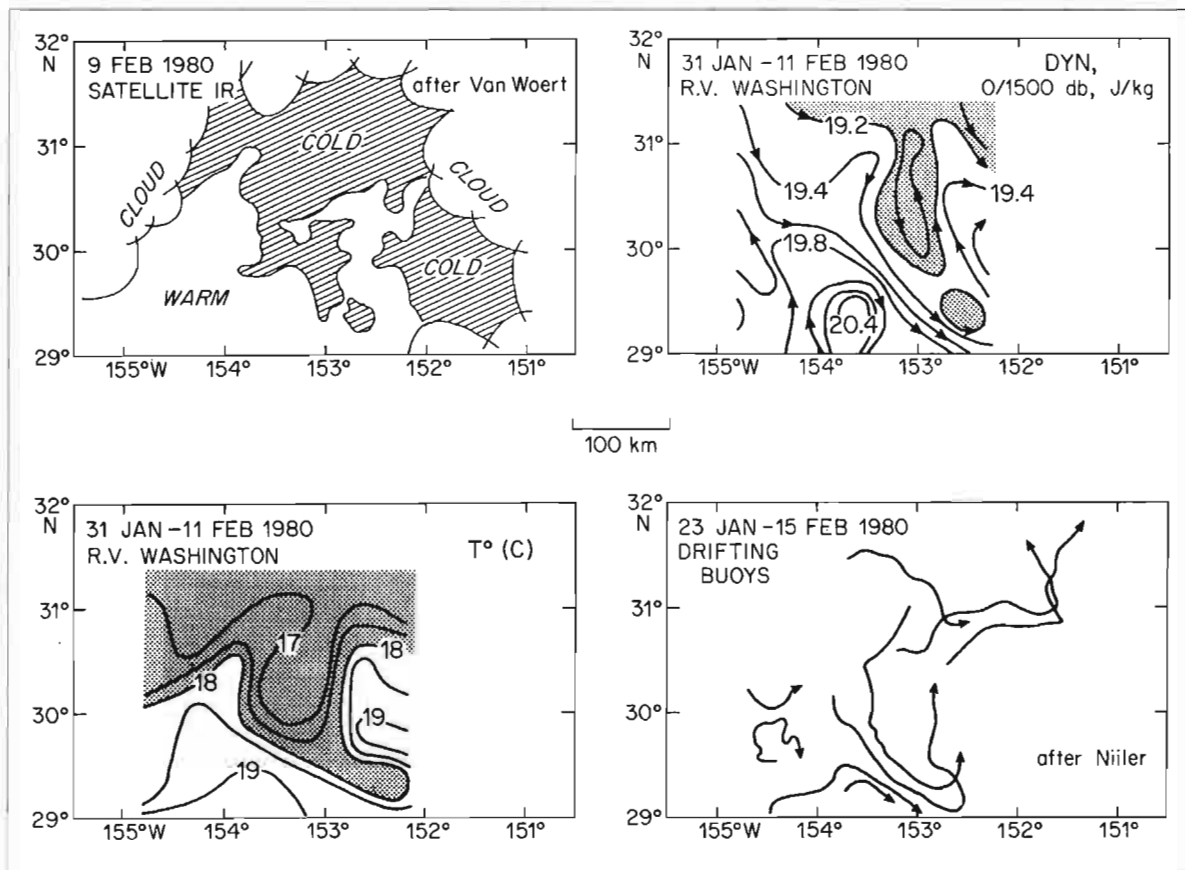 32°
N
31°
30°
29°
9 FEB 1980
SATELLITE IR
after Van Woert
CLOUD
COLD
CLOUD
COLD
WARM
155°W 154° 153° 152° 151°
32°
N
31°
30°
29°
31 JAN -11 FEB 1980
R.V. WASHINGTON
DYN,
0/1500 db, J/kg
19.2
19.4
19.4
19.8
20.4
155°W 154° 153° 152° 151°
100 km
32°
N
31°
30°
29°
31 JAN -11 FEB 1980
R.V. WASHINGTON
T° (C)
17
18
18
19
19
155°W 154° 153° 152° 151°
32°
N
31°
30°
29°
23 JAN -15 FEB 1980
DRIFTING
BUOYS
after Niiler
155°W 154° 153° 152° 151°